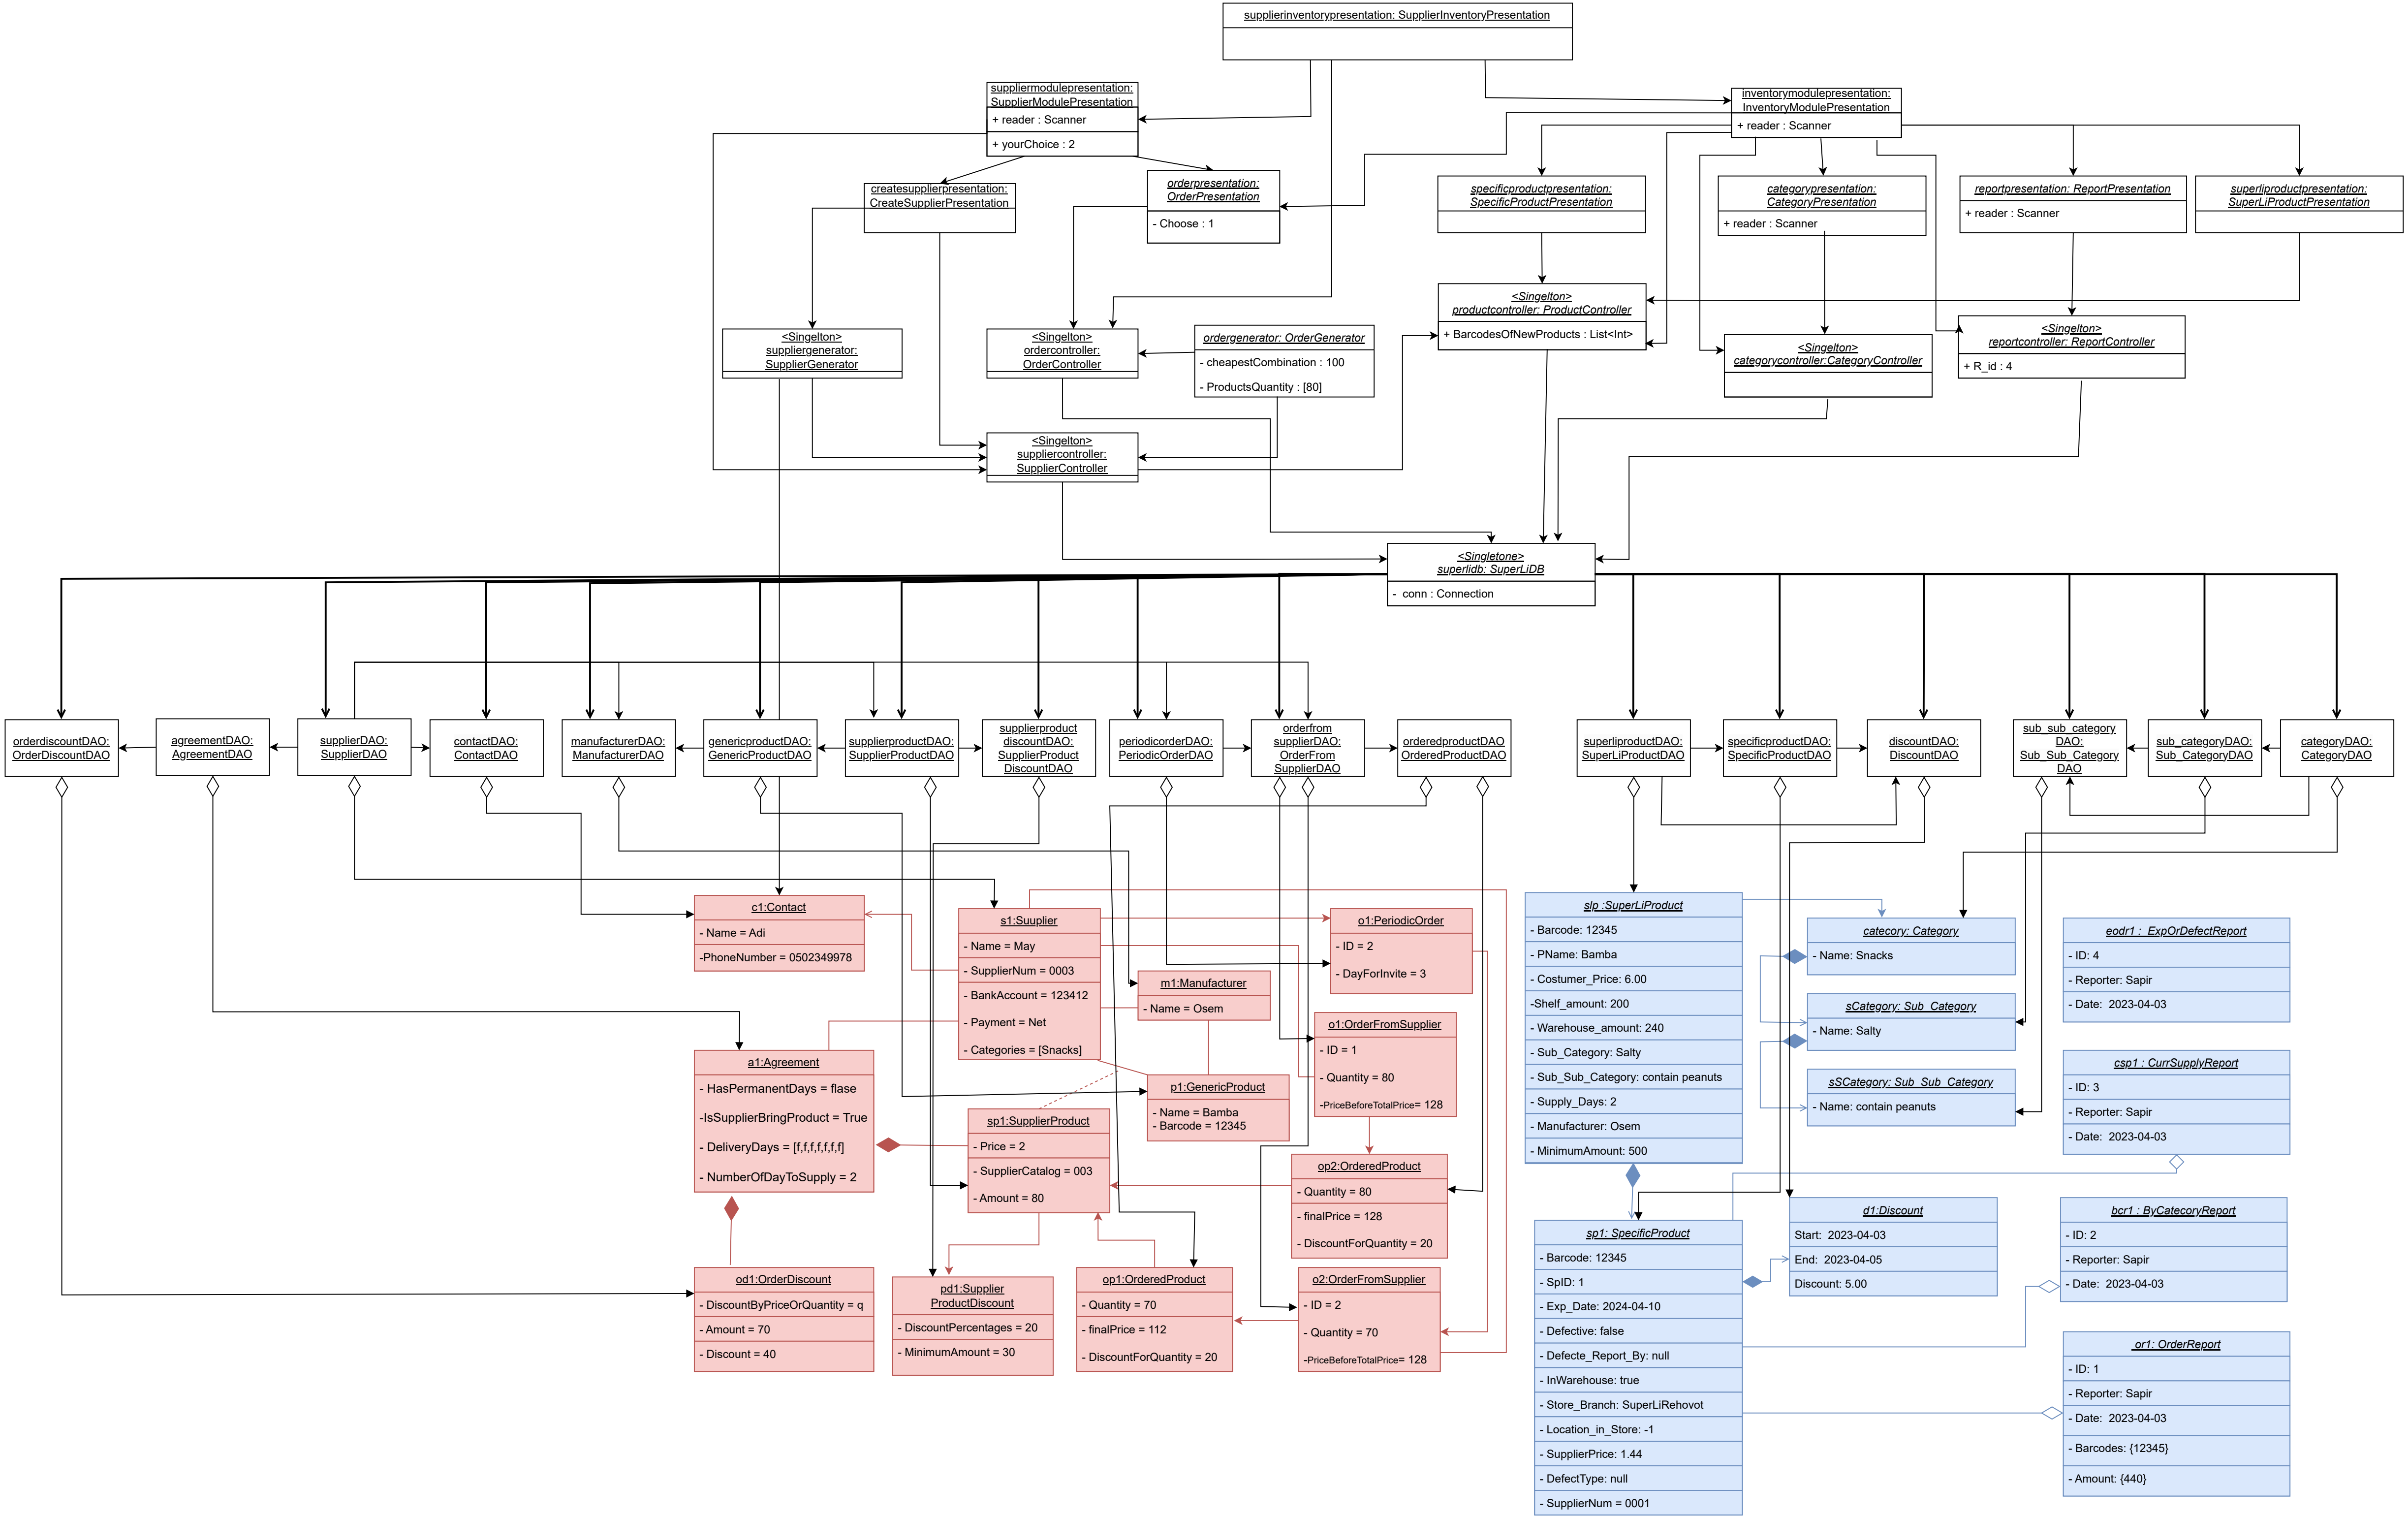 supplierinventorypresentation: SupplierInventoryPresentation
suppliermodulepresentation:
SupplierModulePresentation
+ reader : Scanner
+ yourChoice : 2
inventorymodulepresentation:
InventoryModulePresentation
+ reader : Scanner
createsupplierpresentation:
CreateSupplierPresentation
orderpresentation:
OrderPresentation
- Choose : 1
specificproductpresentation:
SpecificProductPresentation
categorypresentation:
CategoryPresentation
+ reader : Scanner
reportpresentation: ReportPresentation
+ reader : Scanner
superliproductpresentation:
SuperLiProductPresentation
<Singelton>
suppliergenerator:
SupplierGenerator
<Singelton>
ordercontroller:
OrderController
ordergenerator: OrderGenerator
- cheapestCombination : 100
- ProductsQuantity : [80]
<Singelton>
productcontroller: ProductController
+ BarcodesOfNewProducts : List<Int>
<Singelton>
categorycontroller:CategoryController
<Singelton>
reportcontroller: ReportController
+ R_id : 4
<Singelton>
suppliercontroller:
SupplierController
<Singletone>
superlidb: SuperLiDB
- conn : Connection
orderdiscountDAO:
OrderDiscountDAO
agreementDAO:
AgreementDAO
supplierDAO:
SupplierDAO
contactDAO:
ContactDAO
manufacturerDAO:
ManufacturerDAO
genericproductDAO:
GenericProductDAO
supplierproductDAO:
SupplierProductDAO
supplierproduct
discountDAO:
SupplierProduct
DiscountDAO
periodicorderDAO:
PeriodicOrderDAO
orderfrom
supplierDAO:
OrderFrom
SupplierDAO
orderedproductDAO
OrderedProductDAO
superliproductDAO:
SuperLiProductDAO
specificproductDAO:
SpecificProductDAO
discountDAO:
DiscountDAO
sub_sub_category
DAO:
Sub_Sub_Category
DAO
sub_categoryDAO:
Sub_CategoryDAO
categoryDAO:
CategoryDAO
c1:Contact
- Name = Adi
-PhoneNumber = 0502349978
s1:Suuplier
- Name = May
- SupplierNum = 0003
- BankAccount = 123412
- Payment = Net
- Categories = [Snacks]
o1:PeriodicOrder
- ID = 2
- DayForInvite = 3
m1:Manufacturer
- Name = Osem
o1:OrderFromSupplier
- ID = 1
- Quantity = 80
-PriceBeforeTotalPrice= 128
a1:Agreement
- HasPermanentDays = flase
-IsSupplierBringProduct = True
- DeliveryDays = [f,f,f,f,f,f,f]
- NumberOfDayToSupply = 2
p1:GenericProduct
- Name = Bamba
- Barcode = 12345
sp1:SupplierProduct
- Price = 2
- SupplierCatalog = 003
- Amount = 80
op2:OrderedProduct
- Quantity = 80
- finalPrice = 128
- DiscountForQuantity = 20
od1:OrderDiscount
- DiscountByPriceOrQuantity = q
- Amount = 70
- Discount = 40
pd1:Supplier
ProductDiscount
- DiscountPercentages = 20
- MinimumAmount = 30
op1:OrderedProduct
- Quantity = 70
- finalPrice = 112
- DiscountForQuantity = 20
o2:OrderFromSupplier
- ID = 2
- Quantity = 70
-PriceBeforeTotalPrice= 128
slp :SuperLiProduct
- Barcode: 12345
- PName: Bamba
- Costumer_Price: 6.00
-Shelf_amount: 200
- Warehouse_amount: 240
- Sub_Category: Salty
- Sub_Sub_Category: contain peanuts
- Supply_Days: 2
- Manufacturer: Osem
- MinimumAmount: 500
catecory: Category
- Name: Snacks
sCategory: Sub_Category
- Name: Salty
sSCategory: Sub_Sub_Category
- Name: contain peanuts
eodr1 : ExpOrDefectReport
- ID: 4
- Reporter: Sapir
- Date: 2023-04-03
csp1 : CurrSupplyReport
- ID: 3
- Reporter: Sapir
- Date: 2023-04-03
sp1: SpecificProduct
- Barcode: 12345
- SpID: 1
- Exp_Date: 2024-04-10
- Defective: false
- Defecte_Report_By: null
- InWarehouse: true
- Store_Branch: SuperLiRehovot
- Location_in_Store: -1
- SupplierPrice: 1.44
- DefectType: null
- SupplierNum = 0001
d1:Discount
Start: 2023-04-03
End: 2023-04-05
Discount: 5.00
bcr1 : ByCatecoryReport
- ID: 2
- Reporter: Sapir
- Date: 2023-04-03
or1: OrderReport
- ID: 1
- Reporter: Sapir
- Date: 2023-04-03
- Barcodes: {12345}
- Amount: {440}